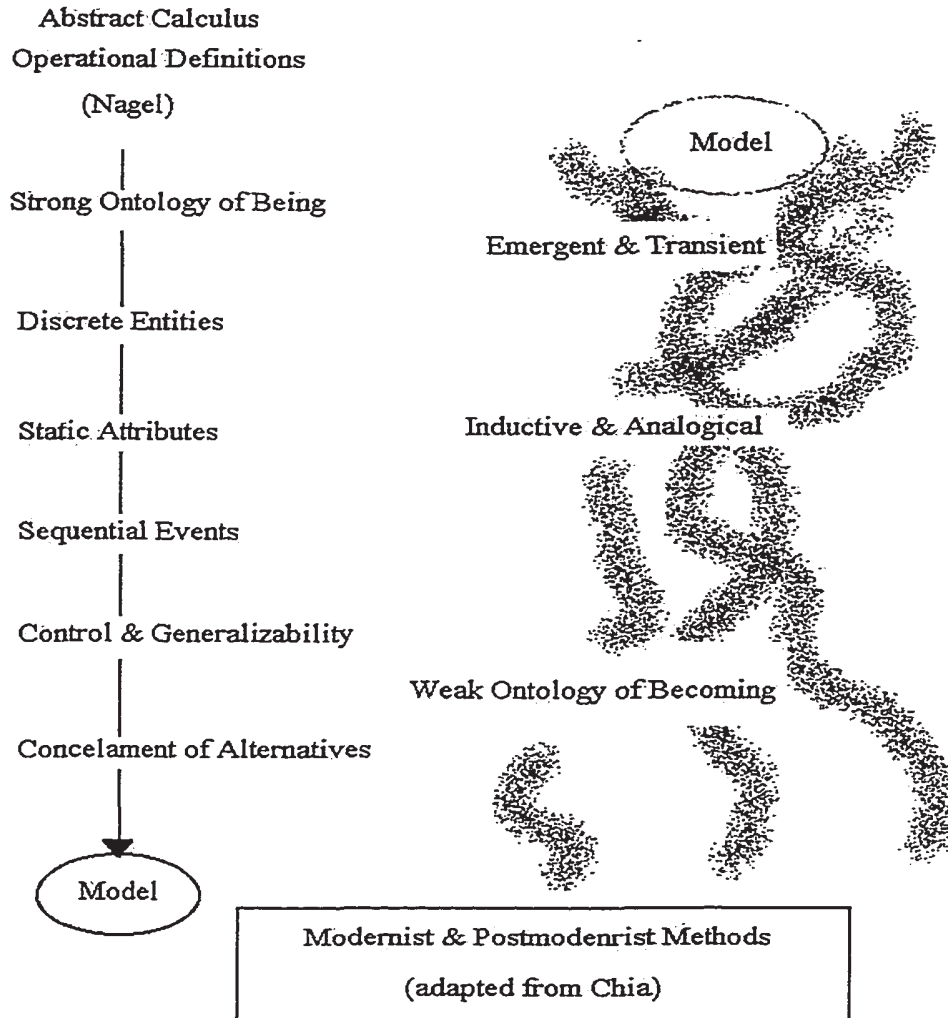 Abstract Calculus
Operational Definitions
(Nagel)
Strong Ontology of Being
Discrete Entities
Static Attributes
Sequential Events
Control & Generalizability
Concelament of Alternatives
Model
Model
Emergent & Transient
Inductive & Analogical
Weak Ontology of Becoming
Modernist & Postmodenrist Methods
(adapted from Chia)